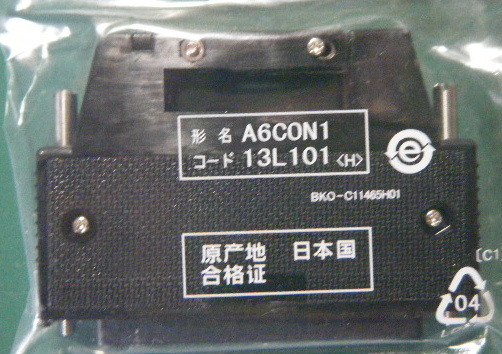 形名 A6CON1
コード 13L101 <H>
e
BKO-C11465H01
原产地 日本国
合格证
[C1
04